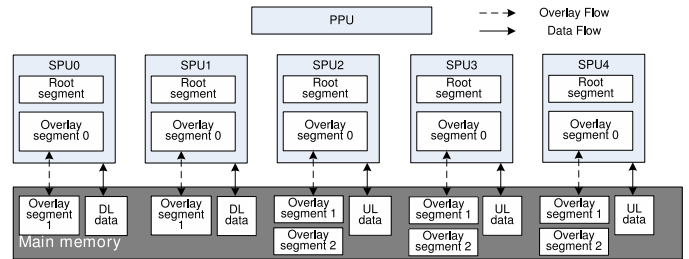 PPU
Overlay Flow
Data Flow
SPU0
SPU1
SPU2
SPU3
SPU4
Root
segment
Root
segment
Root
segment
Root
segment
Root
segment
Overlay
segment 0
Overlay
segment 0
Overlay
segment 0
Overlay
segment 0
Overlay
segment 0
Overlay
segment
1
DL
data
Overlay
segment
1
DL
data
Overlay
segment 1
Overlay
segment 2
UL
data
Overlay
segment 1
Overlay
segment 2
UL
data
Overlay
segment 1
Overlay
segment 2
UL
data
Main memory